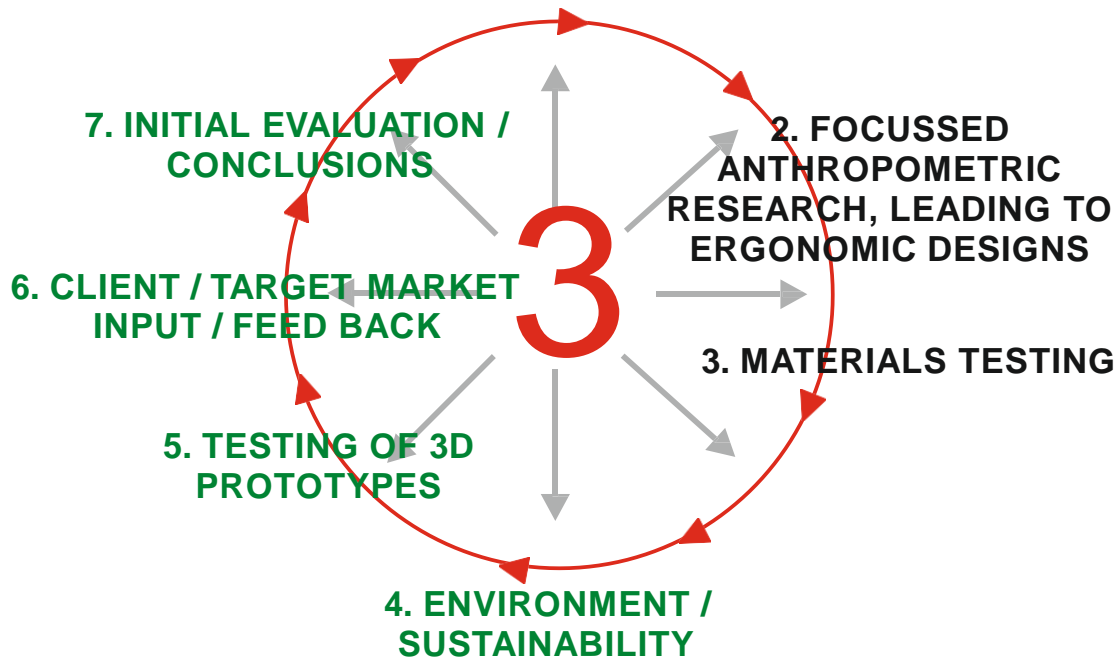 7. INITIAL EVALUATION /
CONCLUSIONS
2. FOCUSSED
ANTHROPOMETRIC
RESEARCH, LEADING TO
ERGONOMIC DESIGNS
3
6. CLIENT / TARGET MARKET
INPUT / FEED BACK
3. MATERIALS TESTING
5. TESTING OF 3D
PROTOTYPES
4. ENVIRONMENT /
SUSTAINABILITY